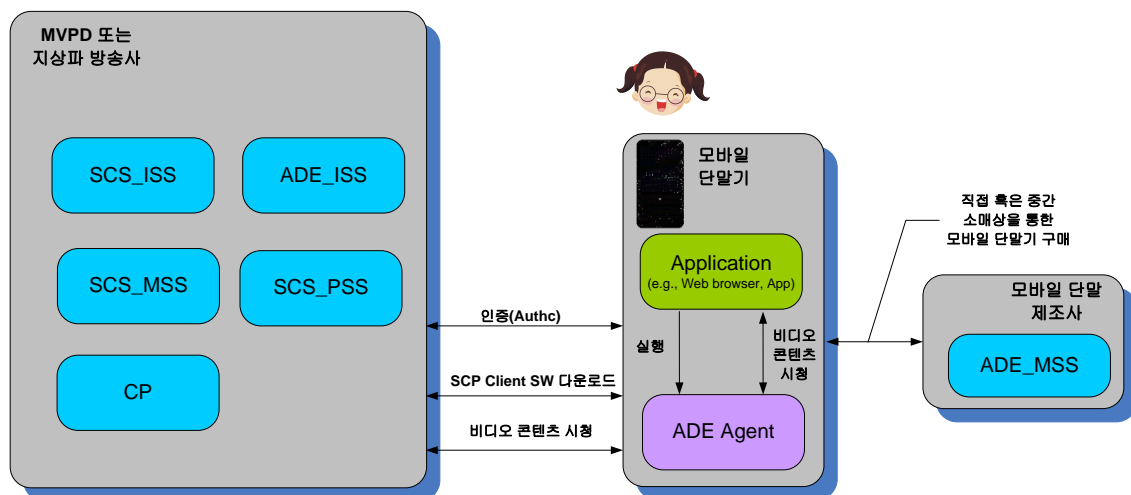 MVPD 또는
지상파 방송사
SCS_ISS
ADE_ISS
SCS_MSS
SCS_PSS
CP
인증(Authc)
SCP Client SW 다운로드
비디오 콘텐츠 시청
모바일
단말기
Application
(e.g., Web browser, App)
실행
비디오
콘텐츠
시청
ADE Agent
직접 혹은 중간
소매상을 통한
모바일 단말기 구매
모바일 단말
제조사
ADE_MSS